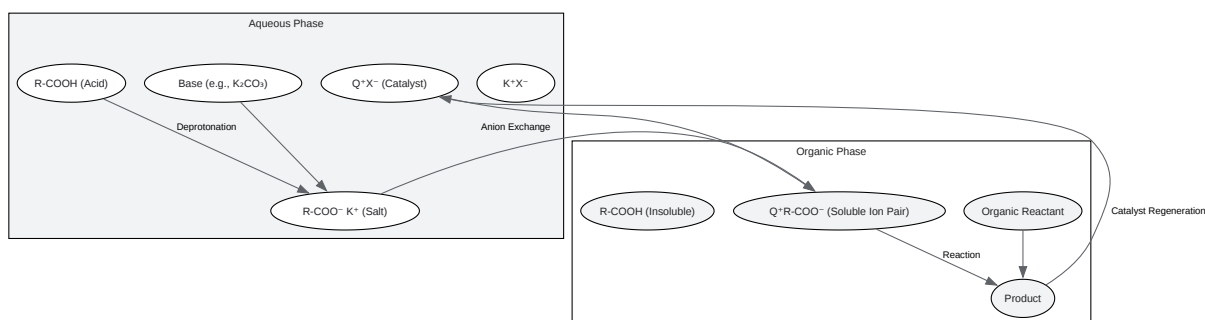 Aqueous Phase
R-COOH (Acid)
Base (e.g., K₂CO₃)
Q⁺X⁻ (Catalyst)
K⁺X⁻
Deprotonation
Anion Exchange
R-COO⁻ K⁺ (Salt)
Organic Phase
R-COOH (Insoluble)
Q⁺R-COO⁻ (Soluble Ion Pair)
Organic Reactant
Catalyst Regeneration
Reaction
Product